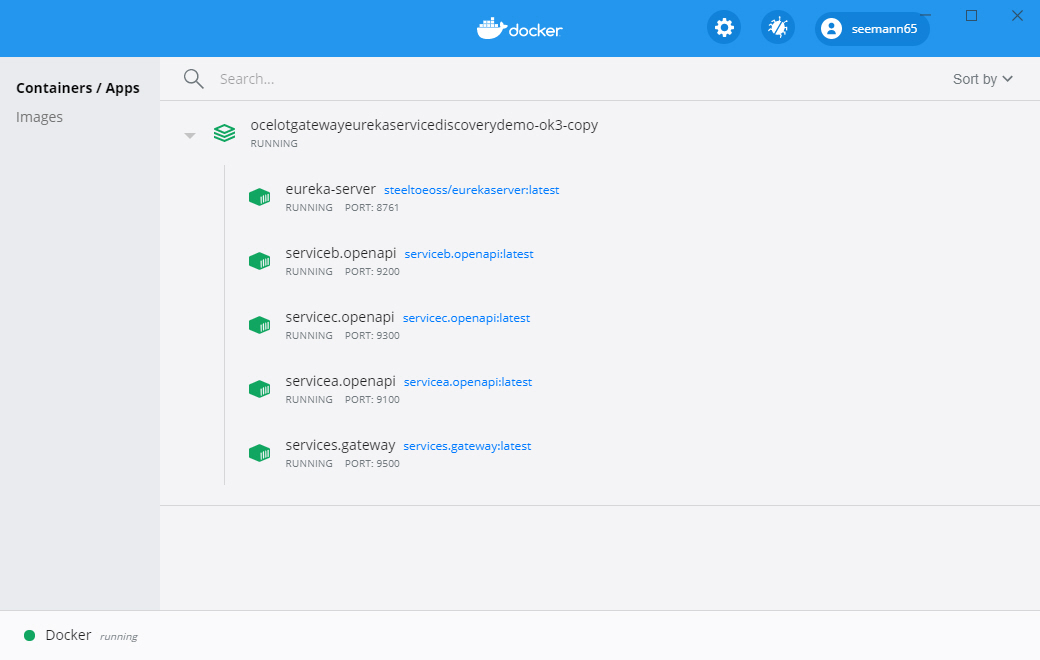 docker
seemann65
Containers / Apps
Images
Search...
Sort by
ocelotgatewayeurekaservicediscoverydemo-ok3-copy
RUNNING
eureka-server steeltoeoss/eurekaserver:latest
RUNNING PORT: 8761
serviceb.openapi serviceb.openapi:latest
RUNNING PORT: 9200
servicec.openapi servicec.openapi:latest
RUNNING PORT: 9300
servicea.openapi servicea.openapi:latest
RUNNING PORT: 9100
services.gateway services.gateway:latest
RUNNING PORT: 9500
Docker running